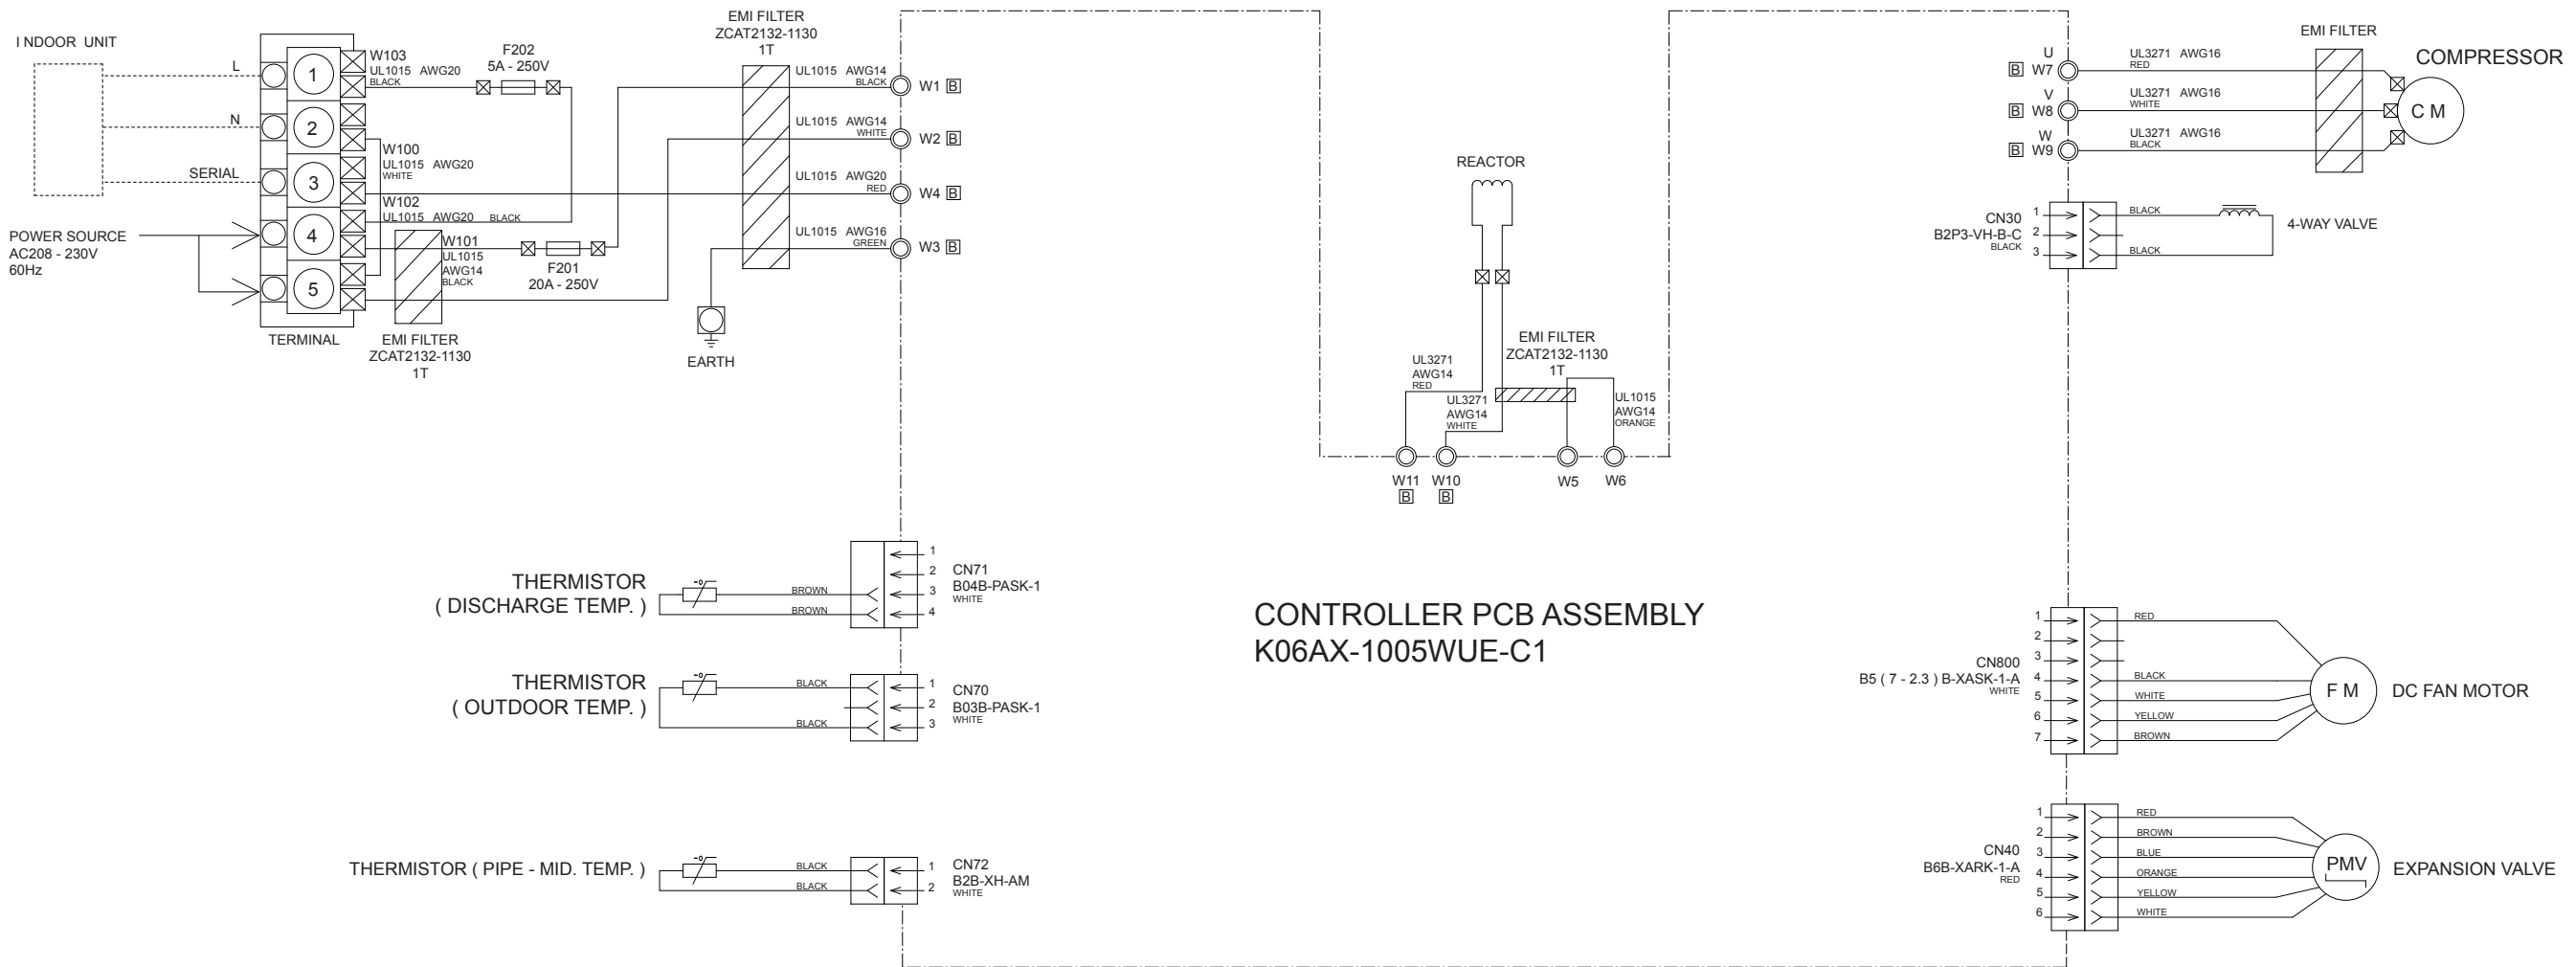 I NDOOR UNIT
L
N
SERIAL
POWER SOURCE
AC208 - 230V
60Hz
1
2
3
4
5
TERMINAL
W103
UL1015 AWG20
BLACK
F202
5A - 250V
W100
UL1015 AWG20
WHITE
W102
UL1015 AWG20 BLACK
W101
UL1015
AWG14
BLACK
F201
20A - 250V
EMI FILTER
ZCAT2132-1130
1T
EMI FILTER
ZCAT2132-1130
1T
EARTH
UL1015 AWG14
BLACK
W1 B
UL1015 AWG14
WHITE
W2 B
UL1015 AWG20
RED
W4 B
UL1015 AWG16
GREEN
W3 B
REACTOR
EMI FILTER
ZCAT2132-1130
1T
UL3271
AWG14
RED
UL3271
AWG14
WHITE
UL1015
AWG14
ORANGE
W11
B
W10
B
W5
W6
U
B W7
UL3271 AWG16
RED
V
B W8
UL3271 AWG16
WHITE
W
B W9
UL3271 AWG16
BLACK
EMI FILTER
COMPRESSOR
C M
CN30
B2P3-VH-B-C
BLACK
1
2
3
BLACK
BLACK
4-WAY VALVE
THERMISTOR
( DISCHARGE TEMP. )
BROWN
BROWN
1
2
3
4
CN71
B04B-PASK-1
WHITE
THERMISTOR
( OUTDOOR TEMP. )
BLACK
BLACK
1
2
3
CN70
B03B-PASK-1
WHITE
THERMISTOR ( PIPE - MID. TEMP. )
BLACK
BLACK
1
2
CN72
B2B-XH-AM
WHITE
CONTROLLER PCB ASSEMBLY
K06AX-1005WUE-C1
CN800
B5 ( 7 - 2.3 ) B-XASK-1-A
WHITE
1
2
3
4
5
6
7
RED
BLACK
WHITE
YELLOW
BROWN
F M
DC FAN MOTOR
CN40
B6B-XARK-1-A
RED
1
2
3
4
5
6
RED
BROWN
BLUE
ORANGE
YELLOW
WHITE
PMV
EXPANSION VALVE